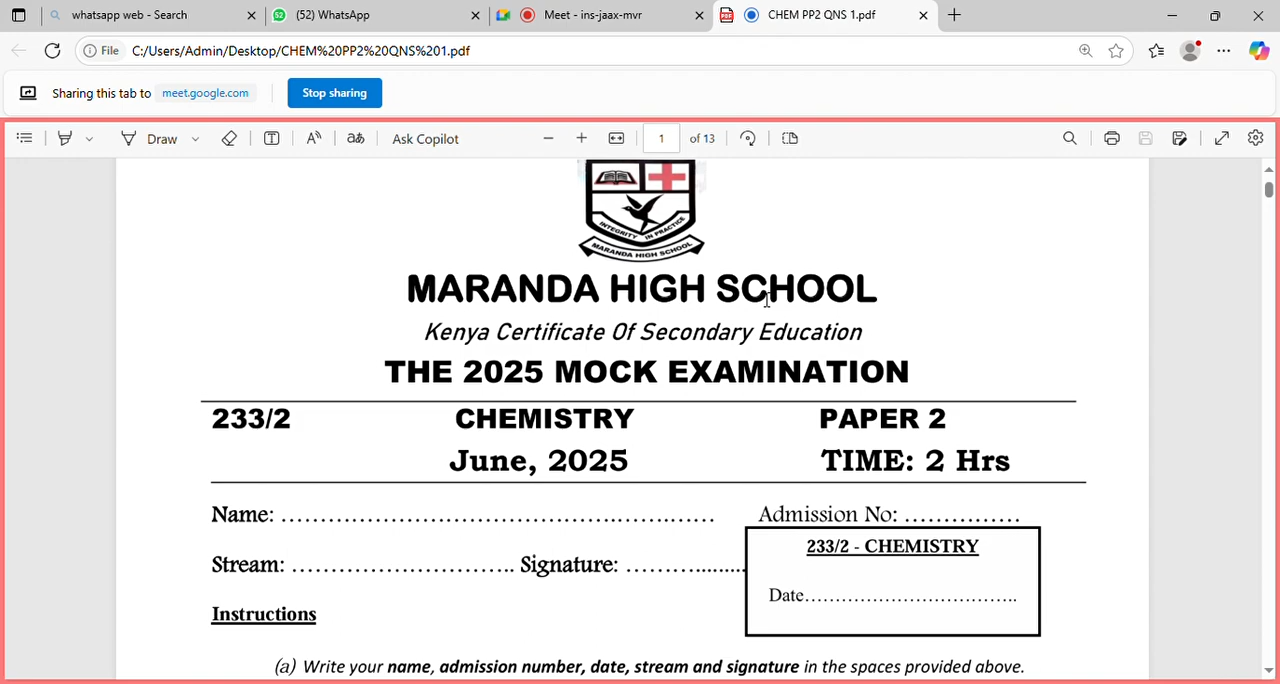 whatsapp web - Search
(52) WhatsApp
Meet - ins-jaax-mvr
CHEM PP2 QNS 1.pdf
File
C:/Users/Admin/Desktop/CHEM%20PP2%20QNS%201.pdf
Sharing this tab to meet.google.com
Stop sharing
Draw
Ask Copilot
1 of 13
INTEGRITY IN PRACTICE
MARANDA HIGH SCHOOL
MARANDA HIGH SCHOOL
Kenya Certificate Of Secondary Education
THE 2025 MOCK EXAMINATION
233/2 CHEMISTRY PAPER 2
June, 2025 TIME: 2 Hrs
Name: ……………………………………….…….…… Admission No: ……………
Stream: ……………………….. Signature: ………..........
233/2 - CHEMISTRY
Date……………………………..
Instructions
(a) Write your name, admission number, date, stream and signature in the spaces provided above.